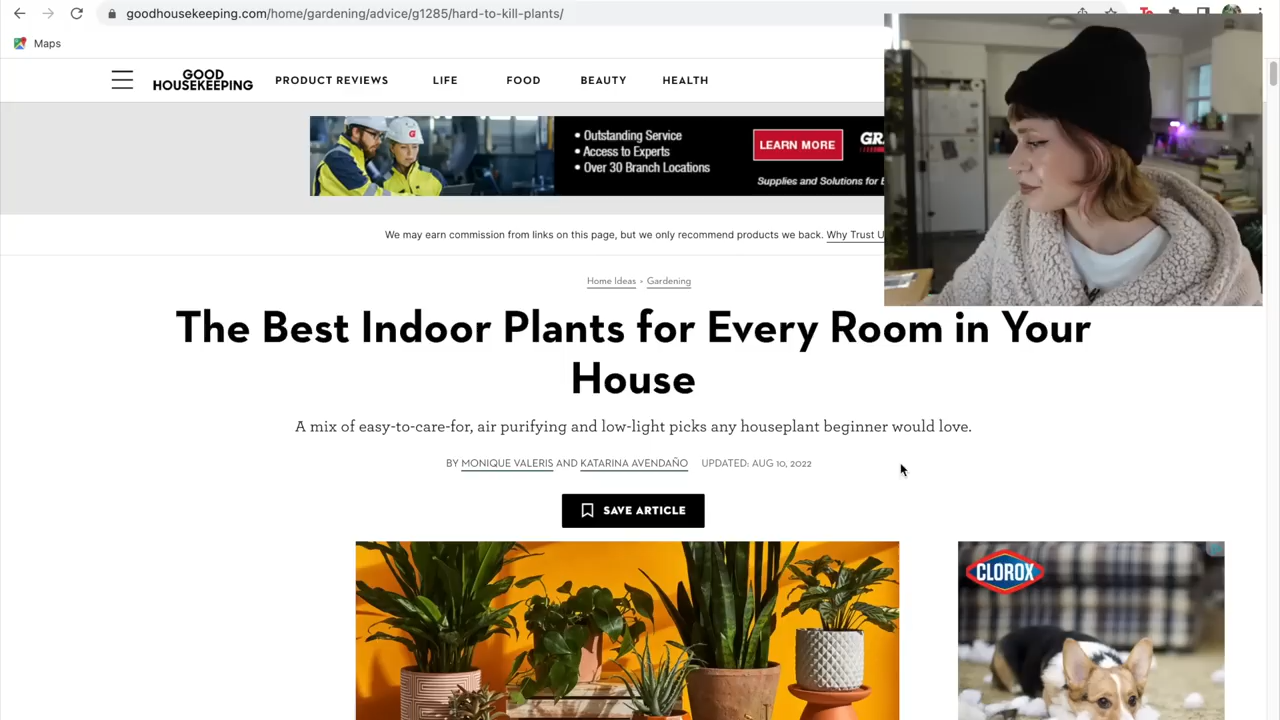 goodhousekeeping.com/home/gardening/advice/g1285/hard-to-kill-plants/
Maps
GOOD
HOUSEKEEPING
PRODUCT REVIEWS
LIFE
FOOD
BEAUTY
HEALTH
• Outstanding Service
• Access to Experts
• Over 30 Branch Locations
LEARN MORE
Supplies and Solutions for
We may earn commission from links on this page, but we only recommend products we back. Why Trust
Home Ideas > Gardening
The Best Indoor Plants for Every Room in Your
House
A mix of easy-to-care-for, air purifying and low-light picks any houseplant beginner would love.
BY MONIQUE VALERIS AND KATARINA AVENDAÑO UPDATED: AUG 10, 2022
SAVE ARTICLE
CLOROX